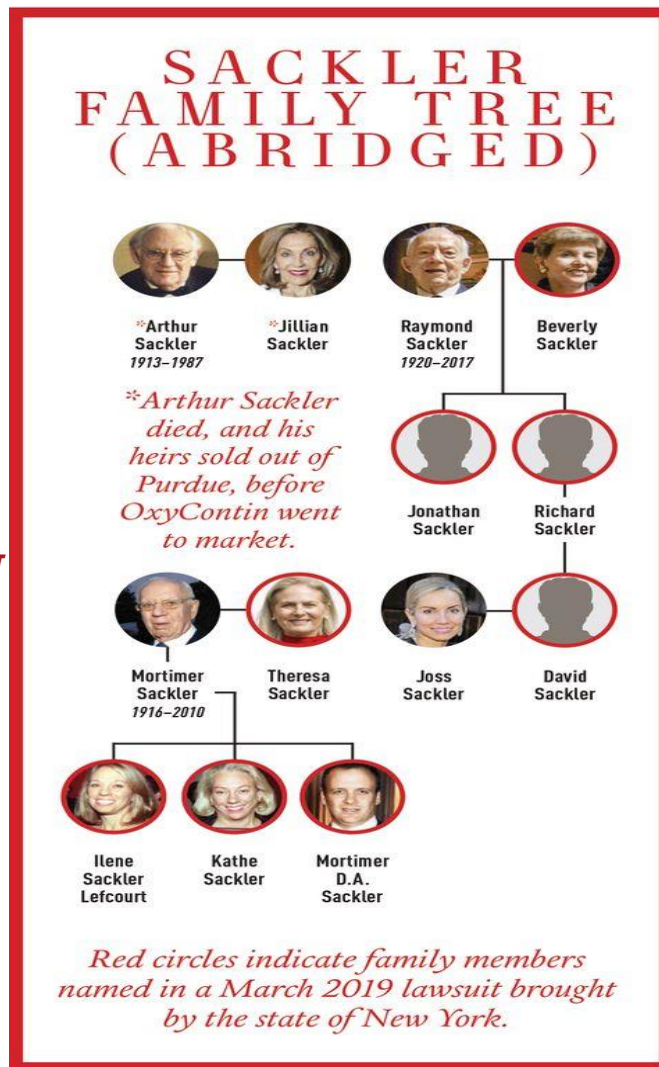 SACKLER
FAMILY TREE
(ABRIDGED)
*Arthur
Sackler
1913–1987
*Jillian
Sackler
Raymond
Sackler
1920–2017
Beverly
Sackler
*Arthur Sackler
died, and his
heirs sold out of
Purdue, before
OxyContin went
to market.
Jonathan
Sackler
Richard
Sackler
Mortimer
Sackler
1916–2010
Theresa
Sackler
Joss
Sackler
David
Sackler
Ilene
Sackler
Lefcourt
Kathe
Sackler
Mortimer
D.A.
Sackler
Red circles indicate family members
named in a March 2019 lawsuit brought
by the state of New York.